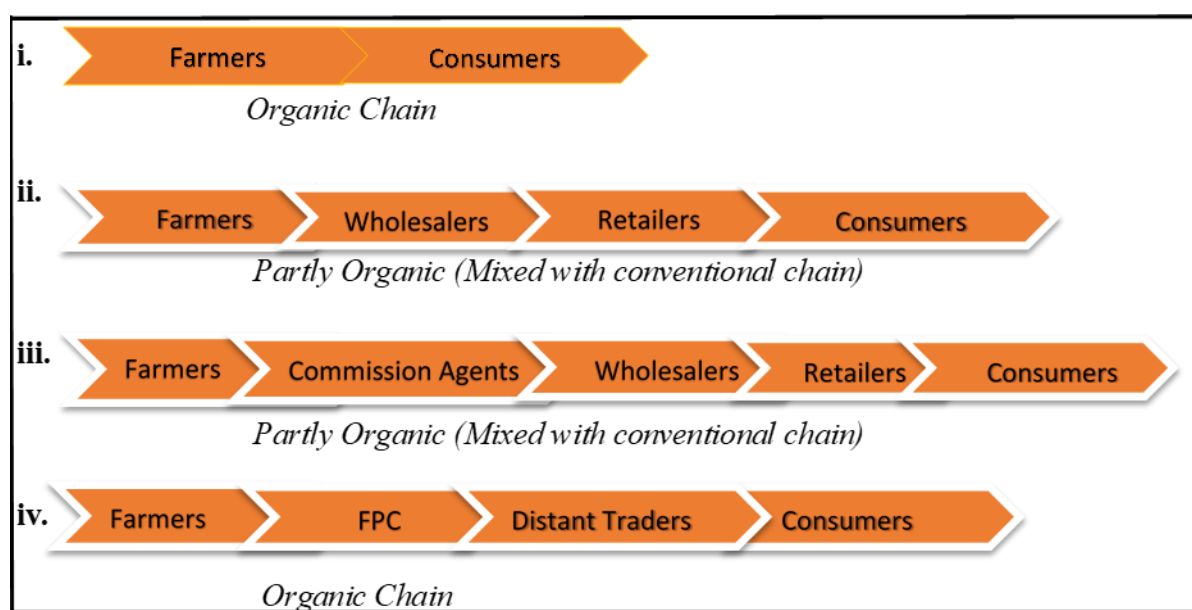 i. Farmers Consumers
Organic Chain
ii. Farmers Wholesalers Retailers Consumers
Partly Organic (Mixed with conventional chain)
iii. Farmers Commission Agents Wholesalers Retailers Consumers
Partly Organic (Mixed with conventional chain)
iv. Farmers FPC Distant Traders Consumers
Organic Chain